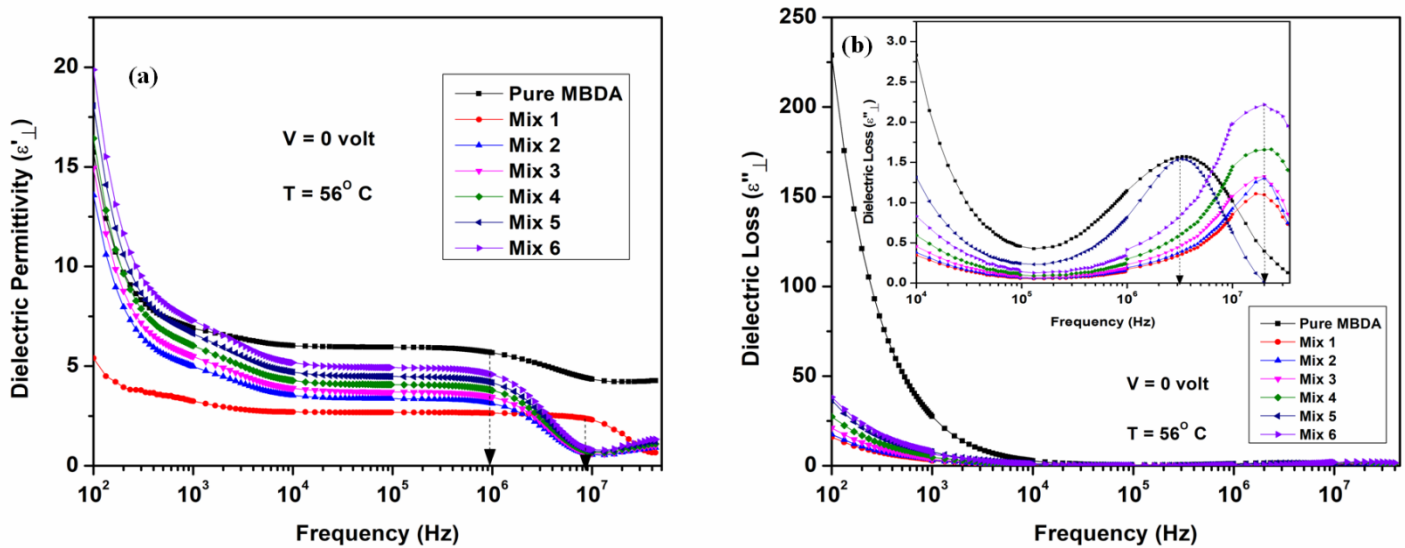 (a)
V = 0 volt
T = 56° C
Pure MBDA
Mix 1
Mix 2
Mix 3
Mix 4
Mix 5
Mix 6
Dielectric Permittivity (ε'⊥)
20
15
10
5
0
10² 10³ 10⁴ 10⁵ 10⁶ 10⁷
Frequency (Hz)
(b)
Dielectric Loss (ε"⊥)
250
200
150
100
50
25
0
Dielectric Loss (ε"⊥)
3.0
2.5
2.0
1.5
1.0
0.5
0.0
10⁴ 10⁵ 10⁶ 10⁷
Frequency (Hz)
V = 0 volt
T = 56° C
Pure MBDA
Mix 1
Mix 2
Mix 3
Mix 4
Mix 5
Mix 6
10² 10³ 10⁴ 10⁵ 10⁶ 10⁷
Frequency (Hz)